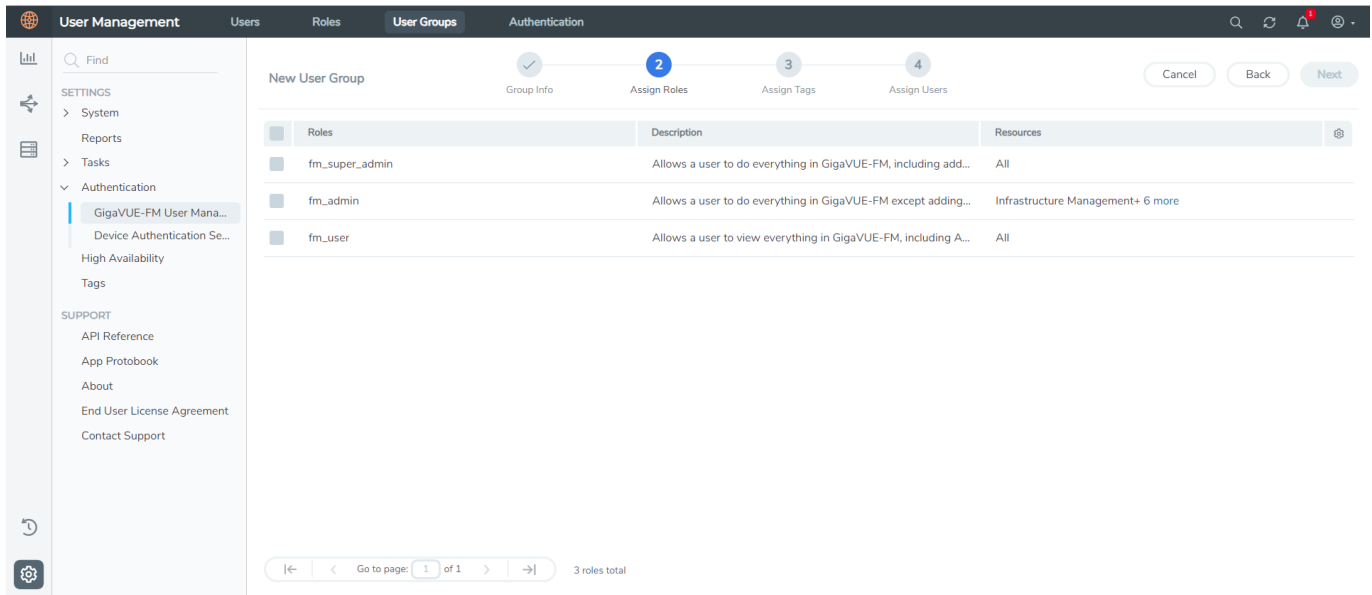 User Management Users Roles User Groups Authentication 1
Find
SETTINGS
System
Reports
Tasks
Authentication
GigaVUE-FM User Mana...
Device Authentication Se...
High Availability
Tags
SUPPORT
API Reference
App Protobook
About
End User License Agreement
Contact Support
New User Group
Group Info
2 Assign Roles
3 Assign Tags
4 Assign Users
Cancel Back Next
Roles Description Resources
fm_super_admin Allows a user to do everything in GigaVUE-FM, including add... All
fm_admin Allows a user to do everything in GigaVUE-FM except adding... Infrastructure Management+ 6 more
fm_user Allows a user to view everything in GigaVUE-FM, including A... All
Go to page: 1 of 1 3 roles total